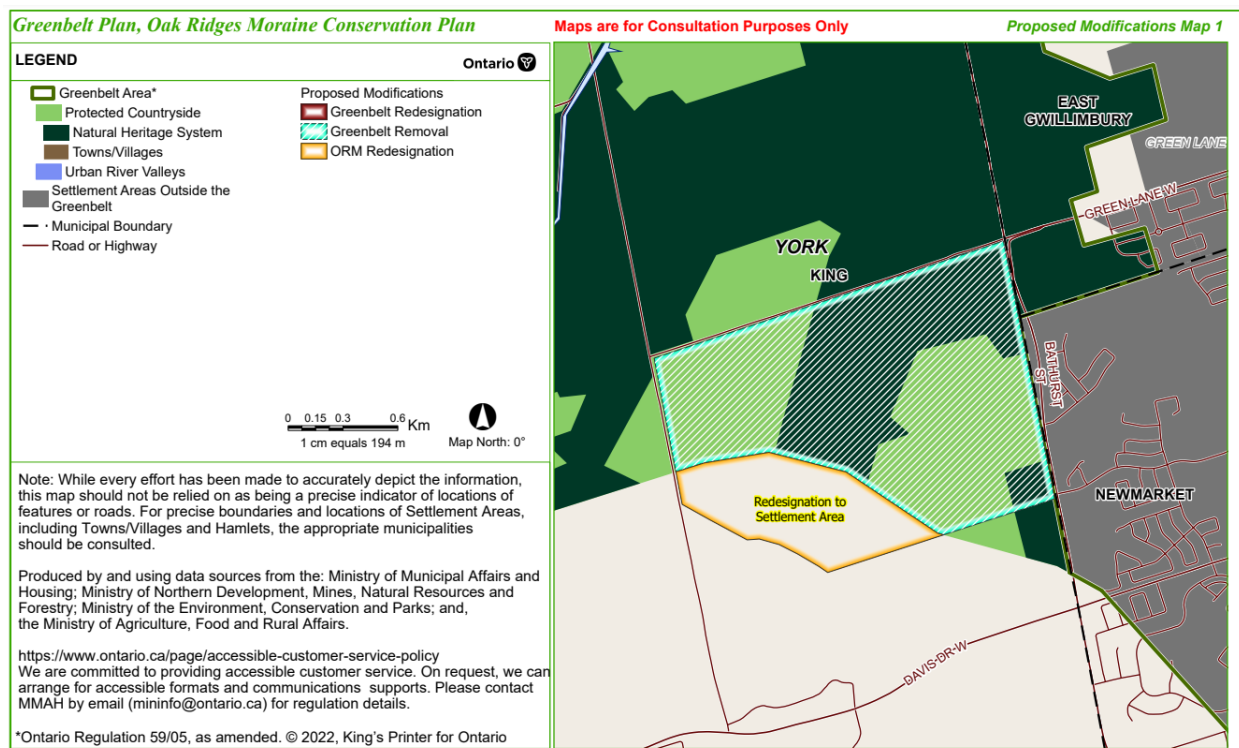 Greenbelt Plan, Oak Ridges Moraine Conservation Plan
Maps are for Consultation Purposes Only
Proposed Modifications Map 1
LEGEND
Ontario
Greenbelt Area*
Protected Countryside
Natural Heritage System
Towns/Villages
Urban River Valleys
Settlement Areas Outside the
Greenbelt
Municipal Boundary
Road or Highway
Proposed Modifications
Greenbelt Redesignation
Greenbelt Removal
ORM Redesignation
0 0.15 0.3 0.6 Km
1 cm equals 194 m
Map North: 0°
Note: While every effort has been made to accurately depict the information,
this map should not be relied on as being a precise indicator of locations of
features or roads. For precise boundaries and locations of Settlement Areas,
including Towns/Villages and Hamlets, the appropriate municipalities
should be consulted.
Produced by and using data sources from the: Ministry of Municipal Affairs and
Housing; Ministry of Northern Development, Mines, Natural Resources and
Forestry; Ministry of the Environment, Conservation and Parks; and,
the Ministry of Agriculture, Food and Rural Affairs.
https://www.ontario.ca/page/accessible-customer-service-policy
We are committed to providing accessible customer service. On request, we can
arrange for accessible formats and communications supports. Please contact
MMAH by email (mininfo@ontario.ca) for regulation details.
*Ontario Regulation 59/05, as amended. © 2022, King's Printer for Ontario
EAST
GWILLIMBURY
GREEN LANE
GREEN LANE W
YORK
KING
BATHURST
ST
NEWMARKET
Redesignation to
Settlement Area
DAVIS DR W